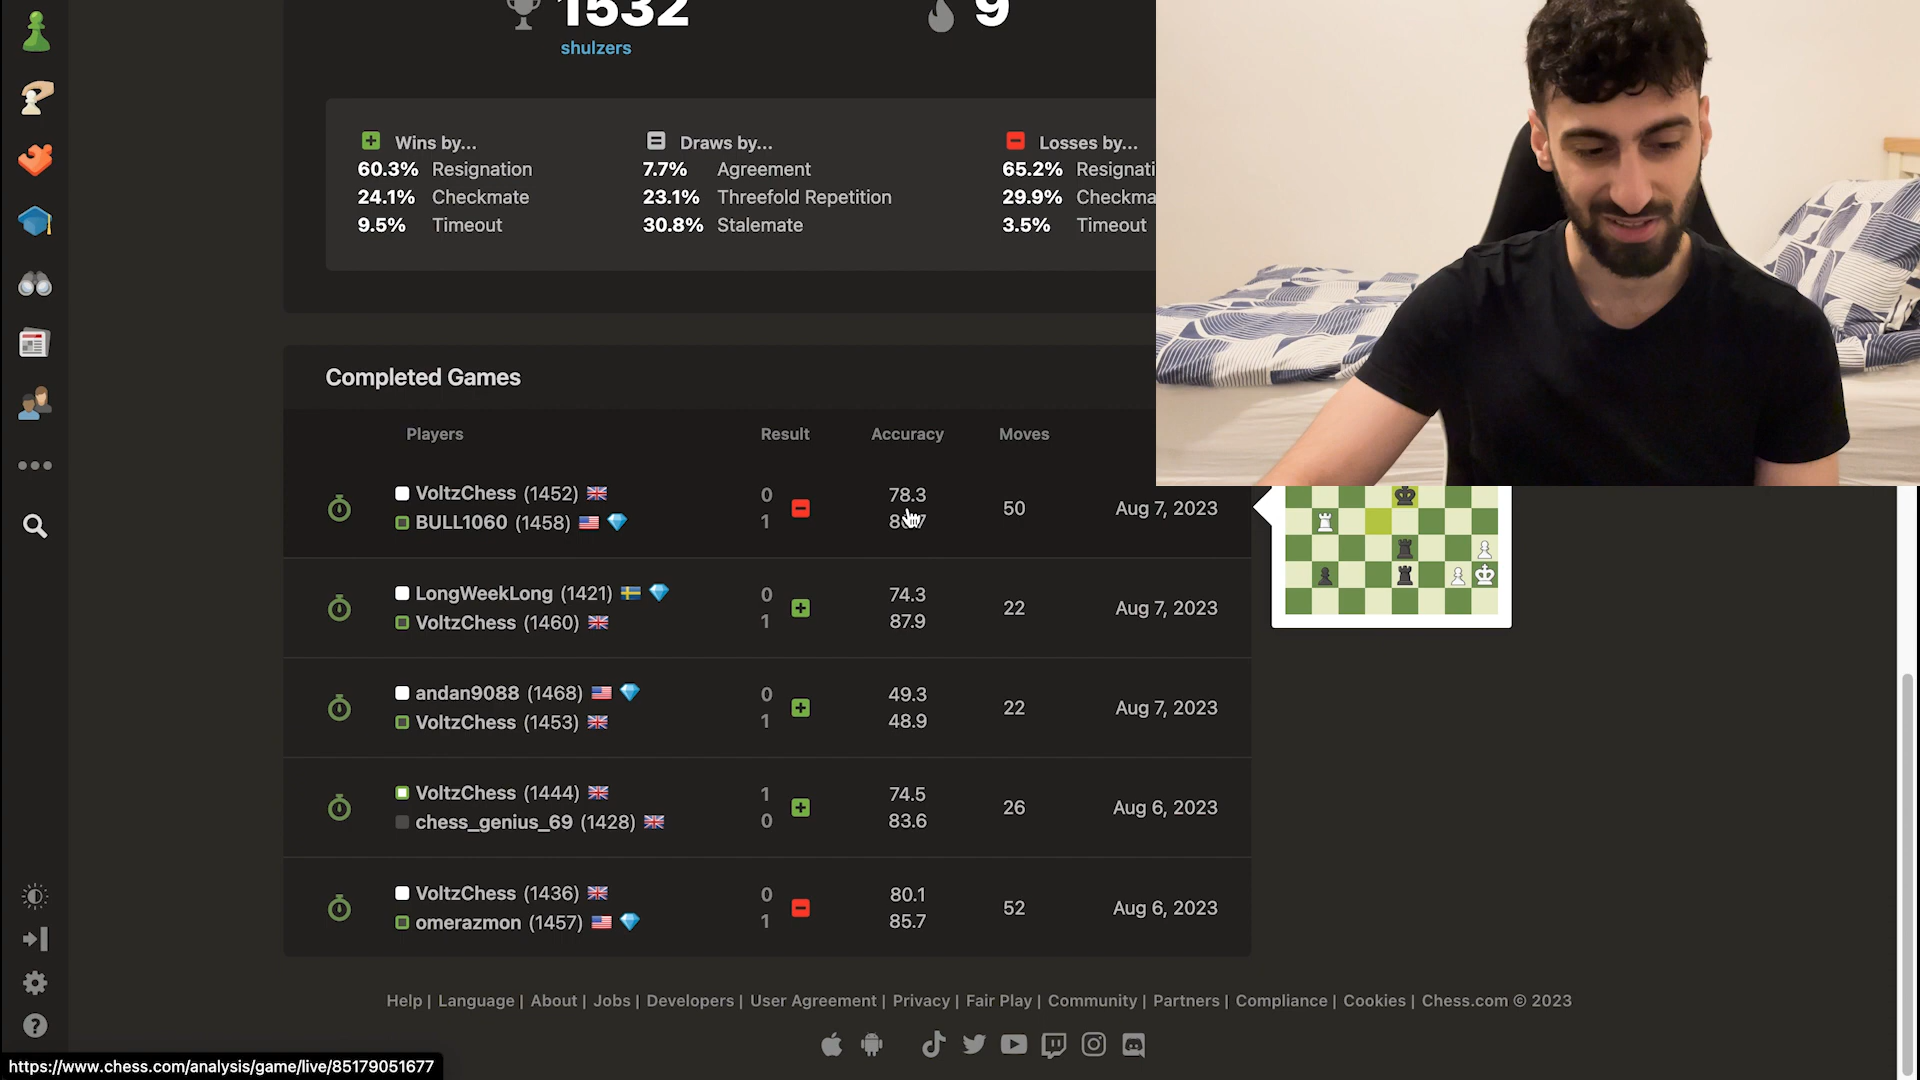 1532
9
shulzers
Wins by...
60.3% Resignation
24.1% Checkmate
9.5% Timeout
Draws by...
7.7% Agreement
23.1% Threefold Repetition
30.8% Stalemate
Losses by...
65.2% Resignati
29.9% Checkma
3.5% Timeout
Completed Games
Players Result Accuracy Moves
VoltzChess (1452) 0 78.3
BULL1060 (1458) 1
50 Aug 7, 2023
LongWeekLong (1421) 0 74.3
VoltzChess (1460) 1 87.9
22 Aug 7, 2023
andan9088 (1468) 0 49.3
VoltzChess (1453) 1 48.9
22 Aug 7, 2023
VoltzChess (1444) 1 74.5
chess_genius_69 (1428) 0 83.6
26 Aug 6, 2023
VoltzChess (1436) 0 80.1
omerazmon (1457) 1 85.7
52 Aug 6, 2023
Help | Language | About | Jobs | Developers | User Agreement | Privacy | Fair Play | Community | Partners | Compliance | Cookies | Chess.com © 2023
https://www.chess.com/analysis/game/live/85179051677